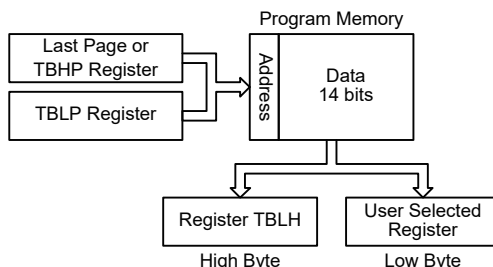 Program Memory
Last Page or
TBHP Register
TBLP Register
Address
Data
14 bits
Register TBLH
User Selected
Register
High Byte
Low Byte